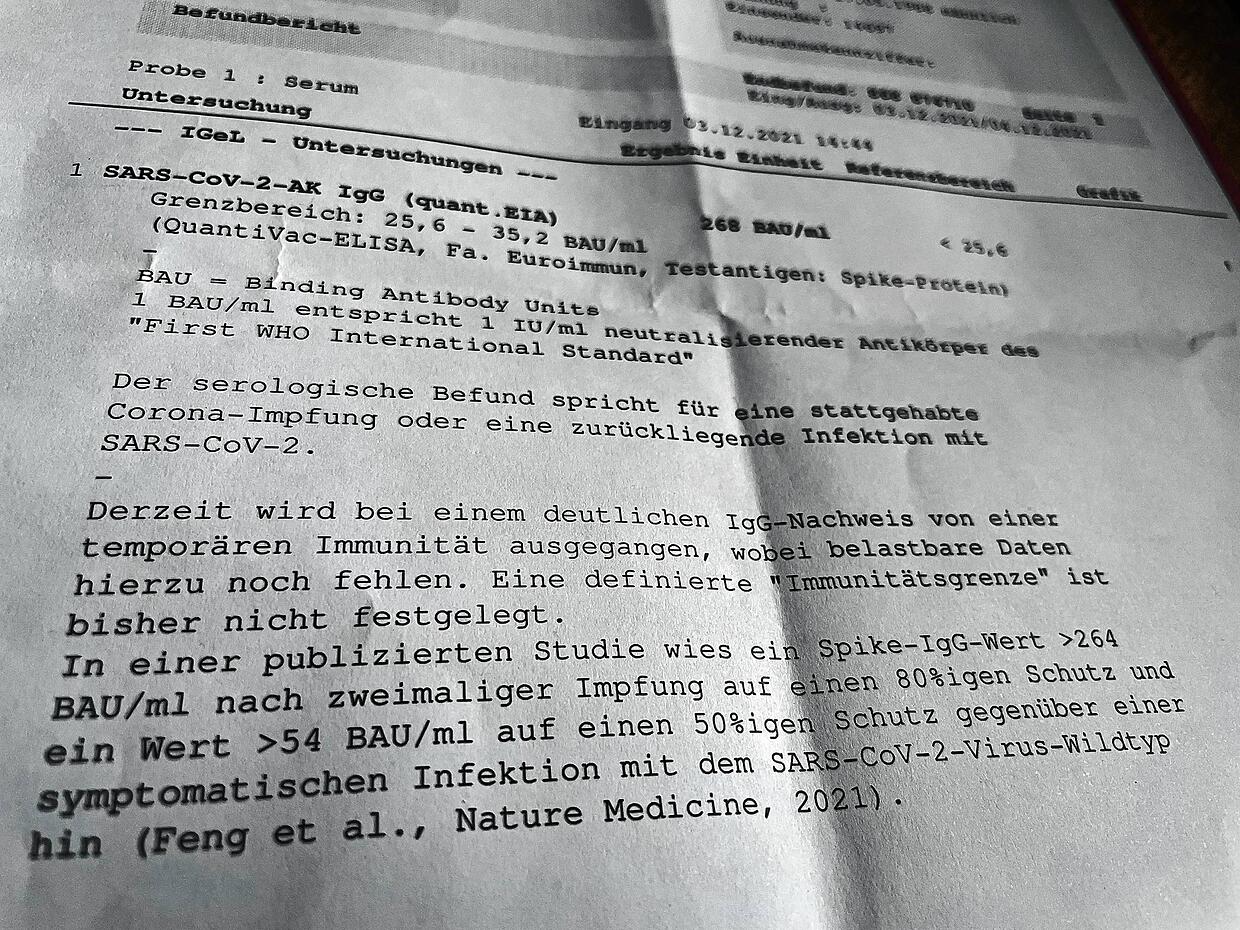 Befundbericht
Probe 1 : Serum
Eingang 03.12.2021 14:44
Untersuchung Ergebnis Einheit Referenzbereich Grafik
--- IGeL - Untersuchungen ---
1 SARS-CoV-2-AK IgG (quant.EIA) 268 BAU/ml < 25,6
Grenzbereich: 25,6 - 35,2 BAU/ml
(QuantiVac-ELISA, Fa. Euroimmun, Testantigen: Spike-Protein)
-
BAU = Binding Antibody Units
1 BAU/ml entspricht 1 IU/ml neutralisierender Antikörper des
"First WHO International Standard"
Der serologische Befund spricht für eine stattgehabte
Corona-Impfung oder eine zurückliegende Infektion mit
SARS-CoV-2.
-
Derzeit wird bei einem deutlichen IgG-Nachweis von einer
temporären Immunität ausgegangen, wobei belastbare Daten
hierzu noch fehlen. Eine definierte "Immunitätsgrenze" ist
bisher nicht festgelegt.
In einer publizierten Studie wies ein Spike-IgG-Wert >264
BAU/ml nach zweimaliger Impfung auf einen 80%igen Schutz und
ein Wert >54 BAU/ml auf einen 50%igen Schutz gegenüber einer
symptomatischen Infektion mit dem SARS-CoV-2-Virus-Wildtyp
hin (Feng et al., Nature Medicine, 2021).